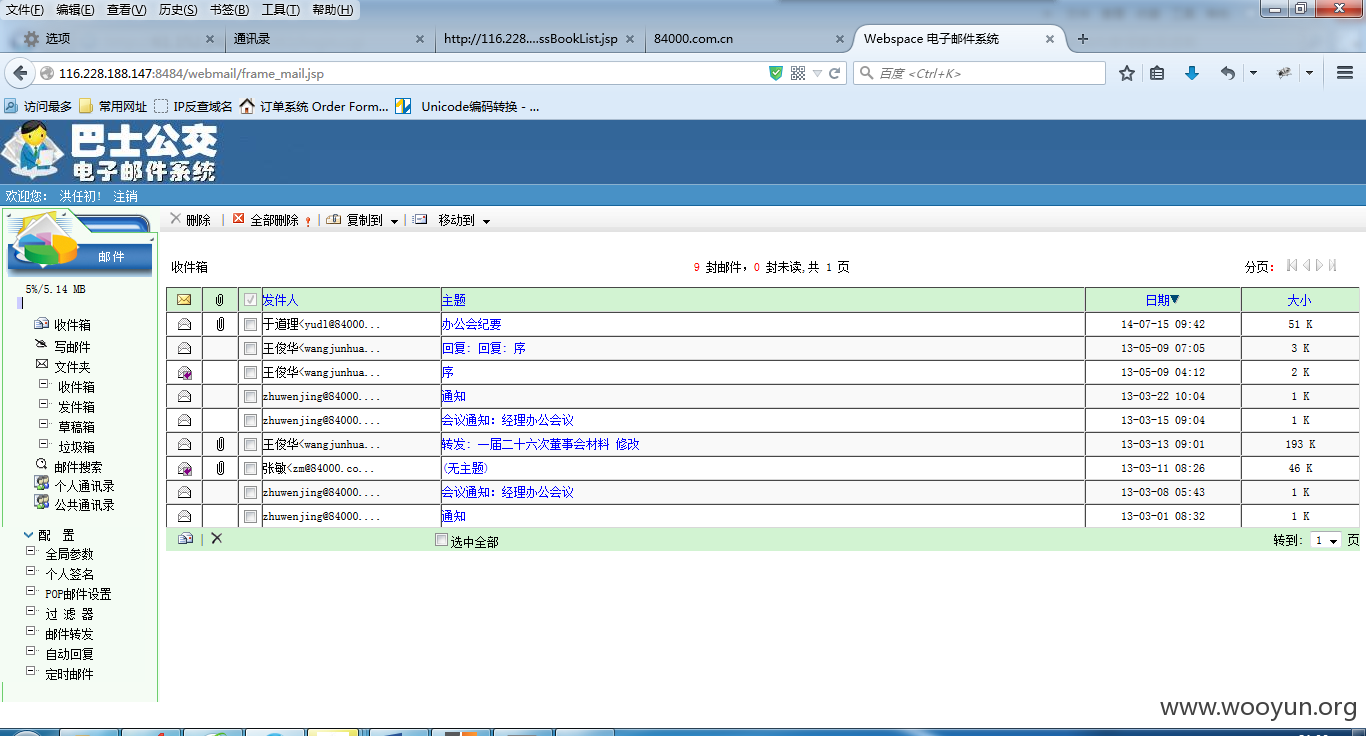 文件(F) 编辑(E) 查看(V) 历史(S) 书签(B) 工具(T) 帮助(H)
选项 通讯录 http://116.228....ssBookList.jsp 84000.com.cn Webspace 电子邮件系统
116.228.188.147:8484/webmail/frame_mail.jsp 百度 <Ctrl+K>
访问最多 常用网址 IP反查域名 订单系统 Order Form... Unicode编码转换 - ...
巴士公交
电子邮件系统
欢迎您: 洪任初! 注销
删除 | 全部删除 ! | 复制到 | 移动到
邮件
收件箱 9 封邮件，0 封未读,共 1 页 分页:
5%/5.14 MB
收件箱
写邮件
文件夹
收件箱
发件箱
草稿箱
垃圾箱
邮件搜索
个人通讯录
公共通讯录
配 置
全局参数
个人签名
POP邮件设置
过 滤 器
邮件转发
自动回复
定时邮件
发件人 主题 日期▼ 大小
于道理<yudl@84000... 办公会纪要 14-07-15 09:42 51 K
王俊华<wangjunhua... 回复: 回复: 序 13-05-09 07:05 3 K
王俊华<wangjunhua... 序 13-05-09 04:12 2 K
zhuwenjing@84000.... 通知 13-03-22 10:04 1 K
zhuwenjing@84000.... 会议通知: 经理办公会议 13-03-15 09:04 1 K
王俊华<wangjunhua... 转发: 一届二十六次董事会材料 修改 13-03-13 09:01 193 K
张敏<zm@84000.co... (无主题) 13-03-11 08:26 46 K
zhuwenjing@84000.... 会议通知: 经理办公会议 13-03-08 05:43 1 K
zhuwenjing@84000.... 通知 13-03-01 08:32 1 K
选中全部 转到: 1 页
www.wooyun.org